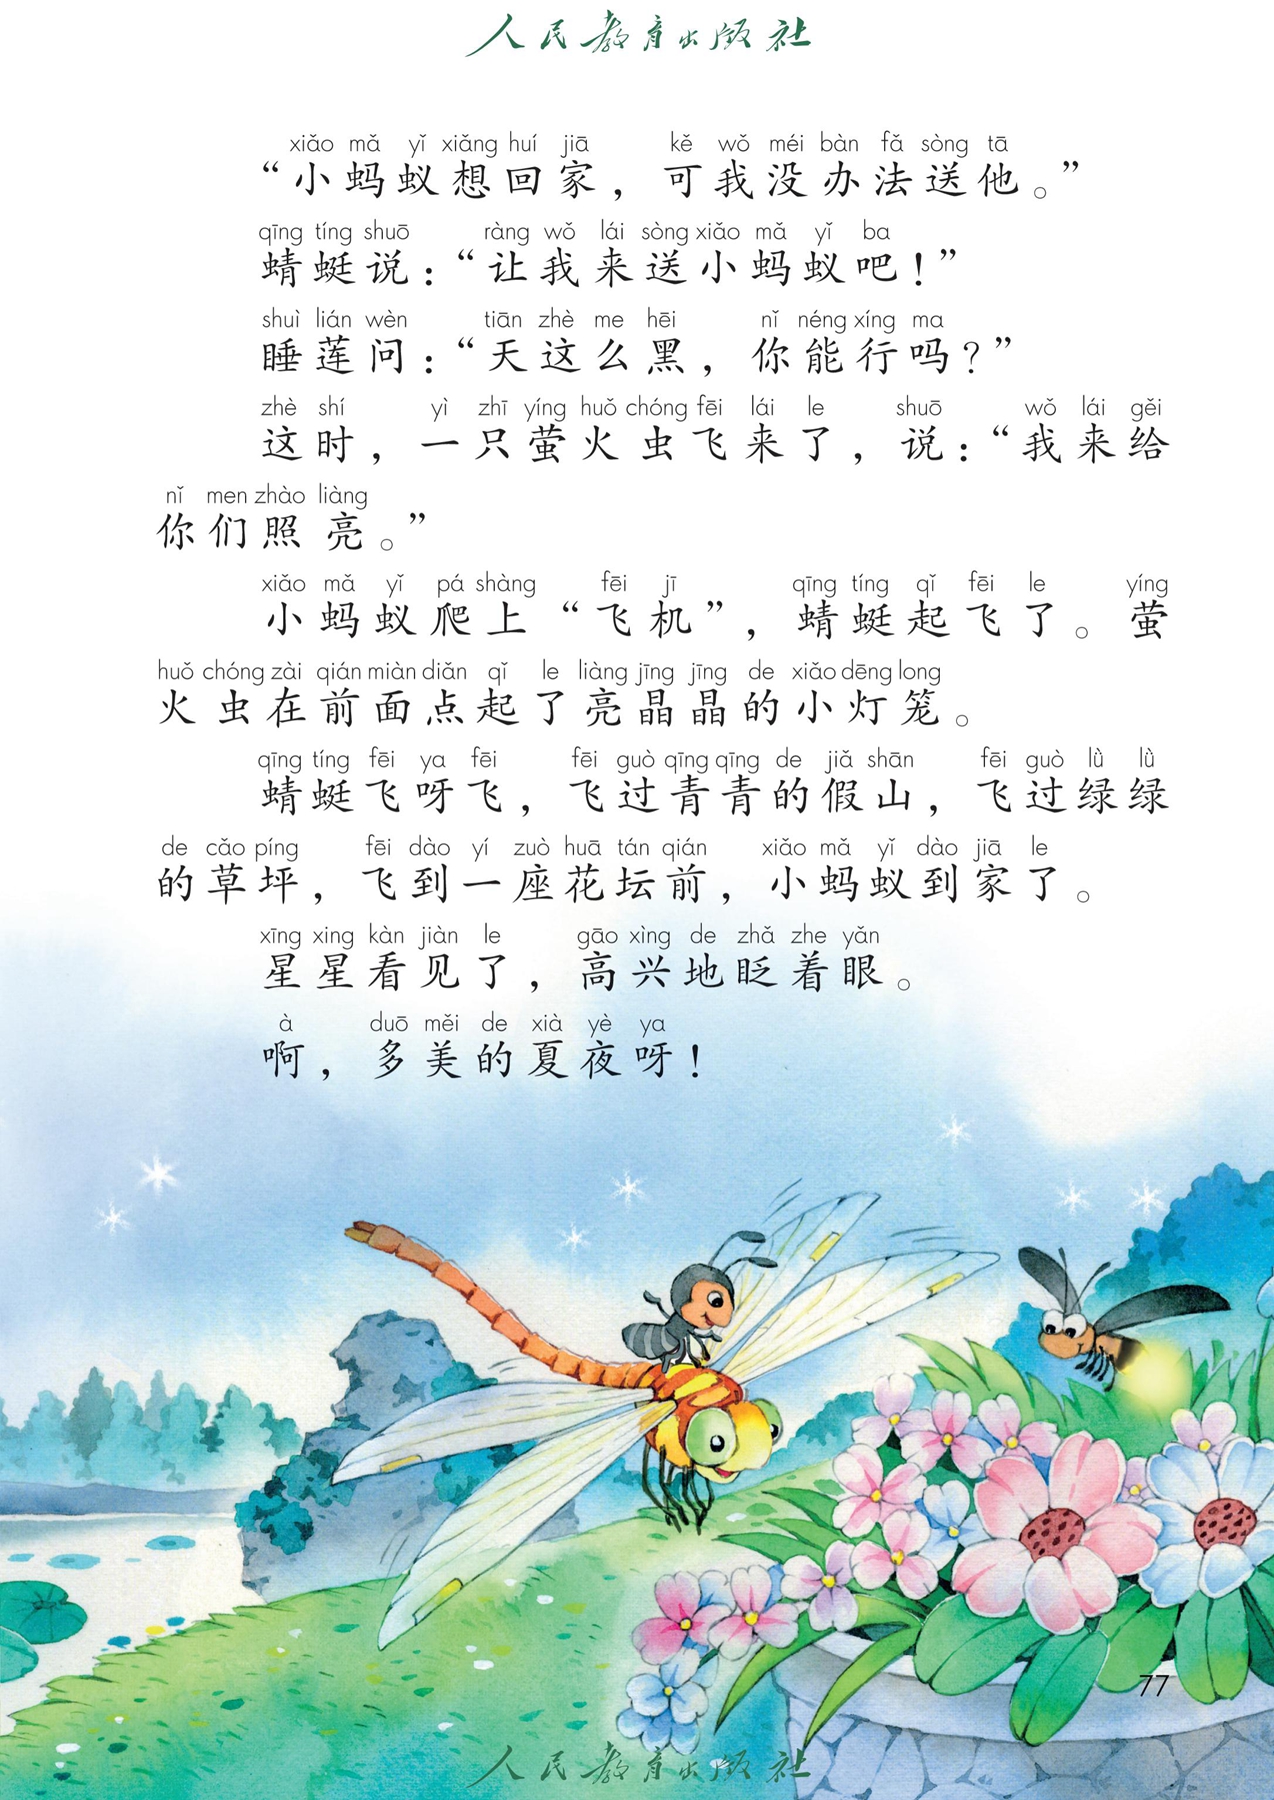 人民教育出版社
xiǎo mǎ yǐ xiǎng huí jiā kě wǒ méi bàn fǎ sòng tā
“小蚂蚁想回家，可我没办法送他。”
qīng tíng shuō ràng wǒ lái sòng xiǎo mǎ yǐ ba
蜻蜓说：“让我来送小蚂蚁吧！”
shuì lián wèn tiān zhè me hēi nǐ néng xíng ma
睡莲问：“天这么黑，你能行吗？”
zhè shí yì zhī yíng huǒ chóng fēi lái le shuō wǒ lái gěi
这时，一只萤火虫飞来了，说：“我来给
nǐ men zhào liàng
你们照亮。”
xiǎo mǎ yǐ pá shàng fēi jī qīng tíng qǐ fēi le yíng
小蚂蚁爬上“飞机”，蜻蜓起飞了。萤
huǒ chóng zài qián miàn diǎn qǐ le liàng jīng jīng de xiǎo dēng long
火虫在前面点起了亮晶晶的小灯笼。
qīng tíng fēi ya fēi fēi guò qīng qīng de jiǎ shān fēi guò lǜ lǜ
蜻蜓飞呀飞，飞过青青的假山，飞过绿绿
de cǎo píng fēi dào yí zuò huā tán qián xiǎo mǎ yǐ dào jiā le
的草坪，飞到一座花坛前，小蚂蚁到家了。
xīng xing kàn jiàn le gāo xìng de zhǎ zhe yǎn
星星看见了，高兴地眨着眼。
à duō měi de xià yè ya
啊，多美的夏夜呀！
77
人民教育出版社